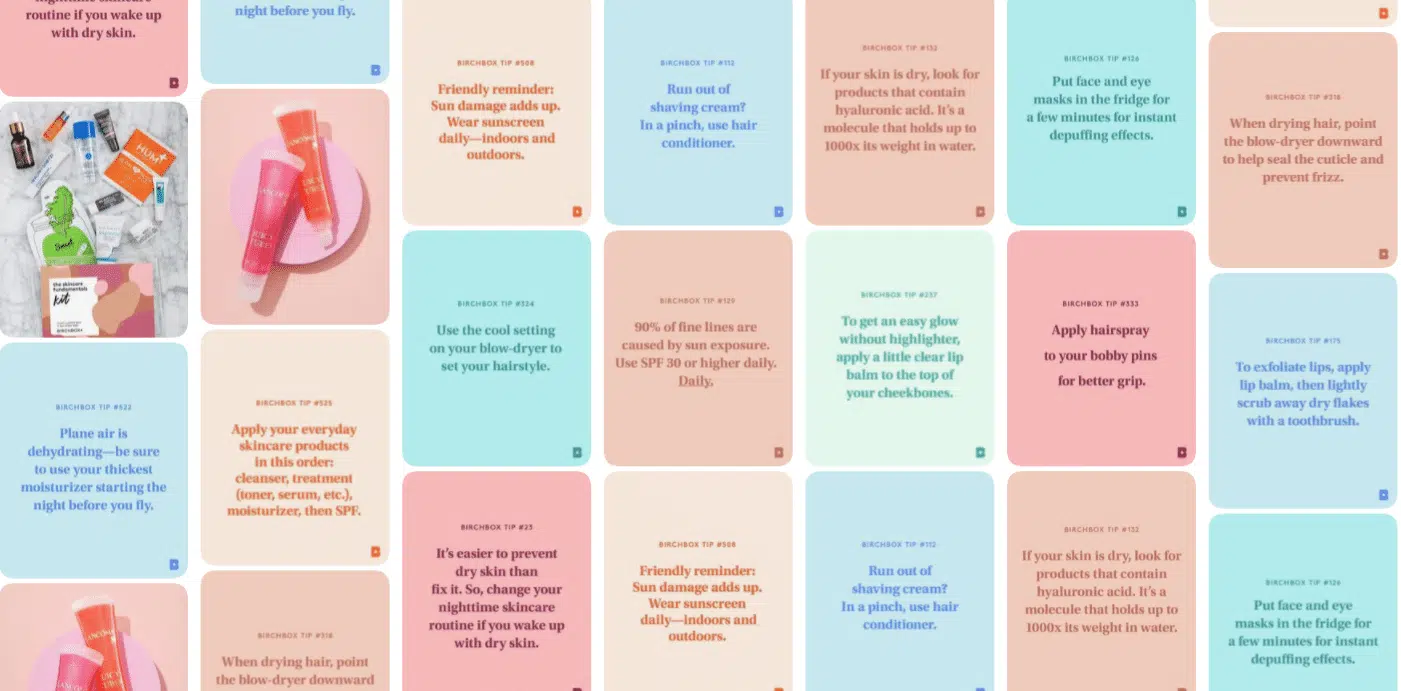 nighttime skincare
routine if you wake up
with dry skin.
the skincare
fundamentals
kit
BIRCHBOX
HUM
BIRCHBOX TIP #522
Plane air is
dehydrating—be sure
to use your thickest
moisturizer starting the
night before you fly.
LANCOME
night before you fly.
LANCOME
JUICY
TUBES
BIRCHBOX TIP #525
Apply your everyday
skincare products
in this order:
cleanser, treatment
(toner, serum, etc.),
moisturizer, then SPF.
BIRCHBOX TIP #318
When drying hair, point
the blow-dryer downward
BIRCHBOX TIP #508
Friendly reminder:
Sun damage adds up.
Wear sunscreen
daily—indoors and
outdoors.
BIRCHBOX TIP #324
Use the cool setting
on your blow-dryer to
set your hairstyle.
BIRCHBOX TIP #23
It's easier to prevent
dry skin than
fix it. So, change your
nighttime skincare
routine if you wake up
with dry skin.
BIRCHBOX TIP #112
Run out of
shaving cream?
In a pinch, use hair
conditioner.
BIRCHBOX TIP #129
90% of fine lines are
caused by sun exposure.
Use SPF 30 or higher daily.
Daily.
BIRCHBOX TIP #508
Friendly reminder:
Sun damage adds up.
Wear sunscreen
daily—indoors and
outdoors.
BIRCHBOX TIP #132
If your skin is dry, look for
products that contain
hyaluronic acid. It's a
molecule that holds up to
1000x its weight in water.
BIRCHBOX TIP #237
To get an easy glow
without highlighter,
apply a little clear lip
balm to the top of
your cheekbones.
BIRCHBOX TIP #112
Run out of
shaving cream?
In a pinch, use hair
conditioner.
BIRCHBOX TIP #126
Put face and eye
masks in the fridge for
a few minutes for instant
depuffing effects.
BIRCHBOX TIP #333
Apply hairspray
to your bobby pins
for better grip.
BIRCHBOX TIP #132
If your skin is dry, look for
products that contain
hyaluronic acid. It's a
molecule that holds up to
1000x its weight in water.
BIRCHBOX TIP #318
When drying hair, point
the blow-dryer downward
to help seal the cuticle and
prevent frizz.
BIRCHBOX TIP #175
To exfoliate lips, apply
lip balm, then lightly
scrub away dry flakes
with a toothbrush.
BIRCHBOX TIP #126
Put face and eye
masks in the fridge for
a few minutes for instant
depuffing effects.